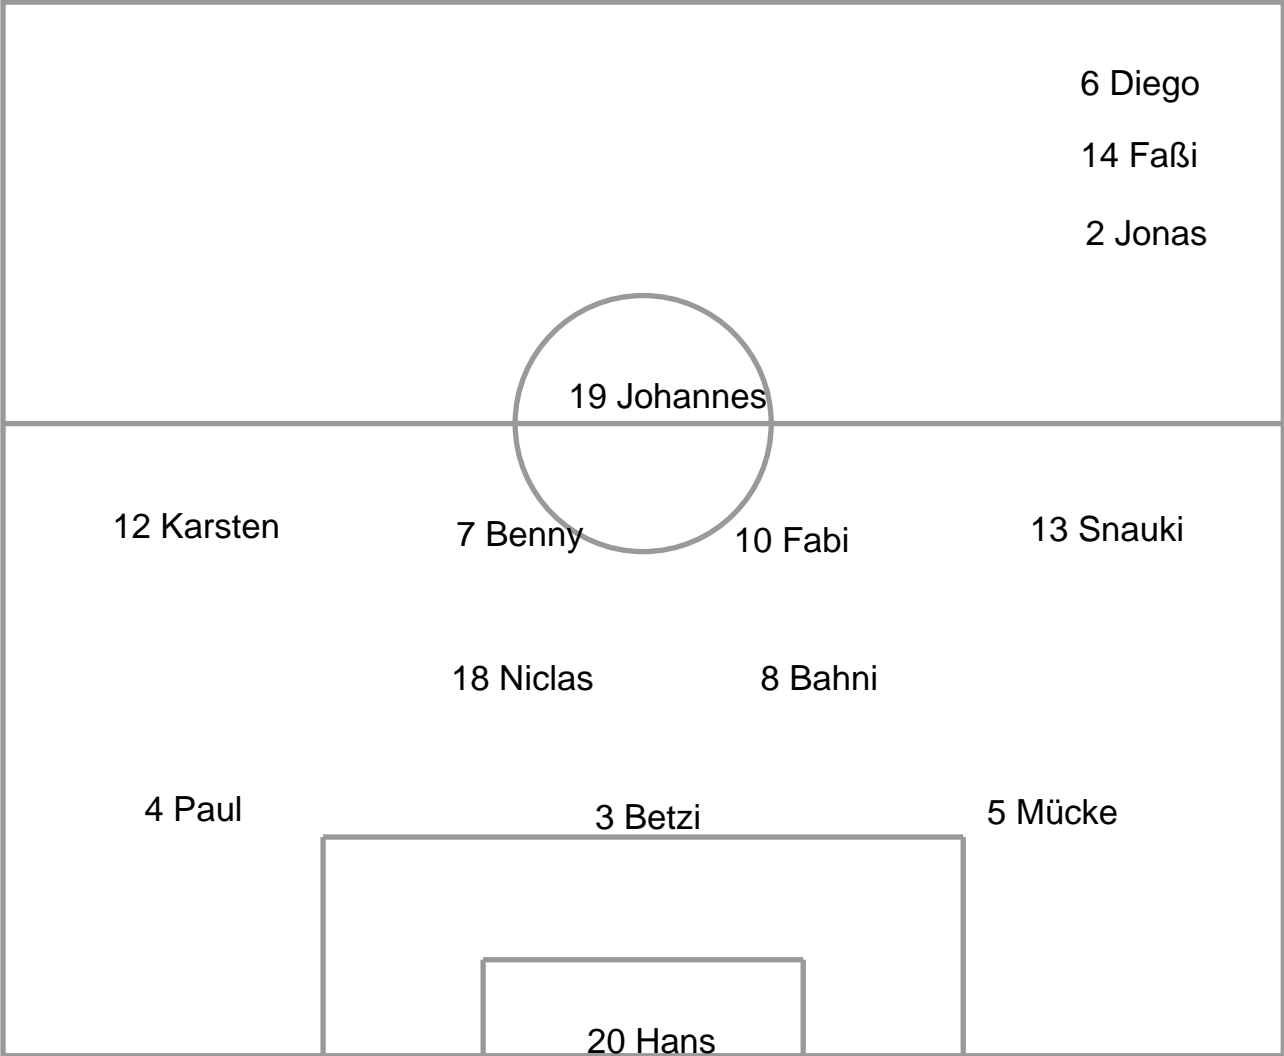 6 Diego
14 Faßi
2 Jonas
19 Johannes
12 Karsten
7 Benny
10 Fabi
13 Snauki
18 Niclas
8 Bahni
4 Paul
3 Betzi
5 Mücke
20 Hans